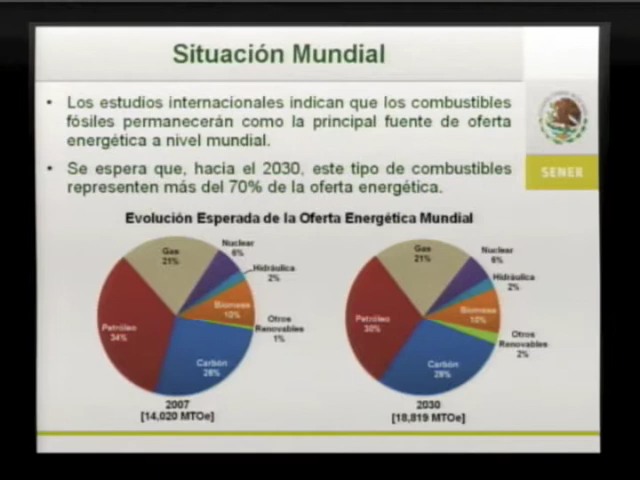 Situación Mundial
• Los estudios internacionales indican que los combustibles
fósiles permanecerán como la principal fuente de oferta
energética a nivel mundial.
• Se espera que, hacia el 2030, este tipo de combustibles
representen más del 70% de la oferta energética.
SENER
Evolución Esperada de la Oferta Energética Mundial
Gas
21%
Nuclear
6%
Hidráulica
2%
Biomasa
10%
Otros
Renovables
1%
Carbón
26%
Petróleo
34%
2007
[14,020 MTOe]
Gas
21%
Nuclear
6%
Hidráulica
2%
Biomasa
10%
Otros
Renovables
2%
Carbón
29%
Petróleo
30%
2030
[18,819 MTOe]